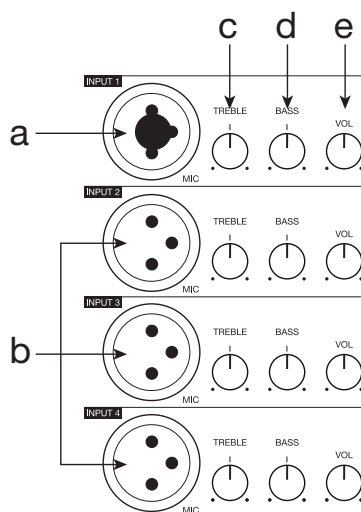 c d e
INPUT 1
TREBLE BASS VOL
a
MIC
INPUT 2
TREBLE BASS VOL
MIC
INPUT 3
b
TREBLE BASS VOL
MIC
INPUT 4
TREBLE BASS VOL
MIC